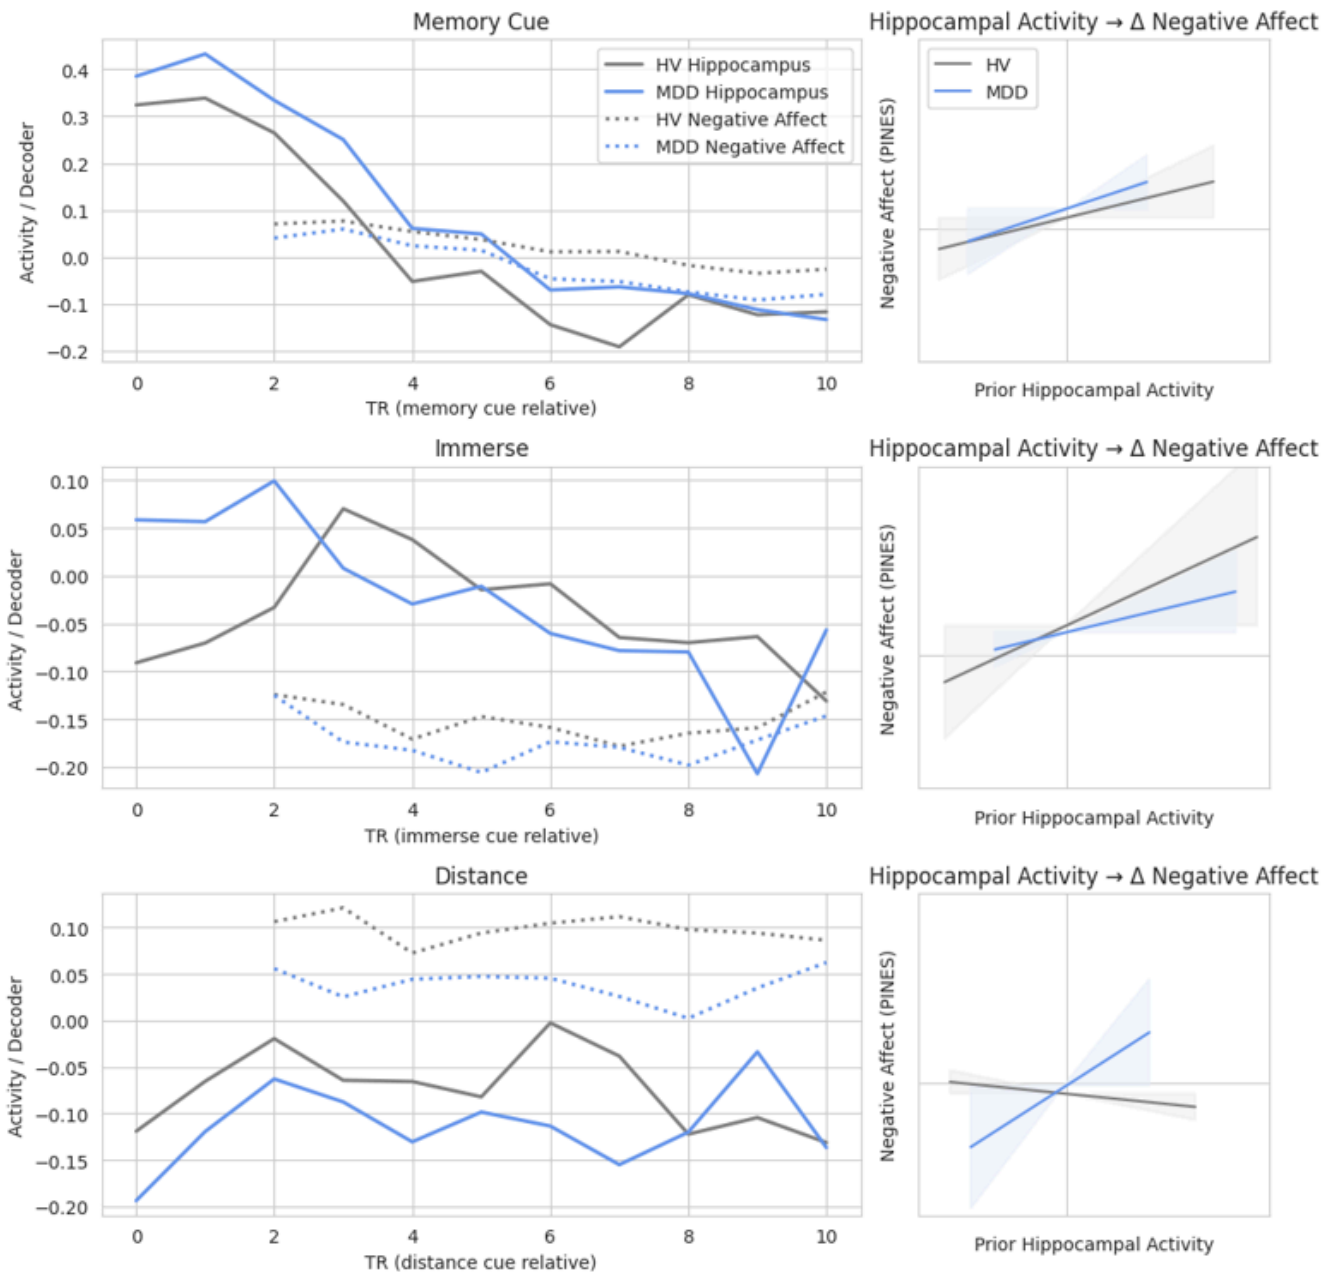 Memory Cue
Hippocampal Activity → Δ Negative Affect
HV Hippocampus
MDD Hippocampus
HV Negative Affect
MDD Negative Affect
HV
MDD
Activity / Decoder
0.4
0.3
0.2
0.1
0.0
−0.1
−0.2
0 2 4 6 8 10
TR (memory cue relative)
Negative Affect (PINES)
Prior Hippocampal Activity
Immerse
Hippocampal Activity → Δ Negative Affect
Activity / Decoder
0.10
0.05
0.00
−0.05
−0.10
−0.15
−0.20
0 2 4 6 8 10
TR (immerse cue relative)
Negative Affect (PINES)
Prior Hippocampal Activity
Distance
Hippocampal Activity → Δ Negative Affect
Activity / Decoder
0.10
0.05
0.00
−0.05
−0.10
−0.15
−0.20
0 2 4 6 8 10
TR (distance cue relative)
Negative Affect (PINES)
Prior Hippocampal Activity